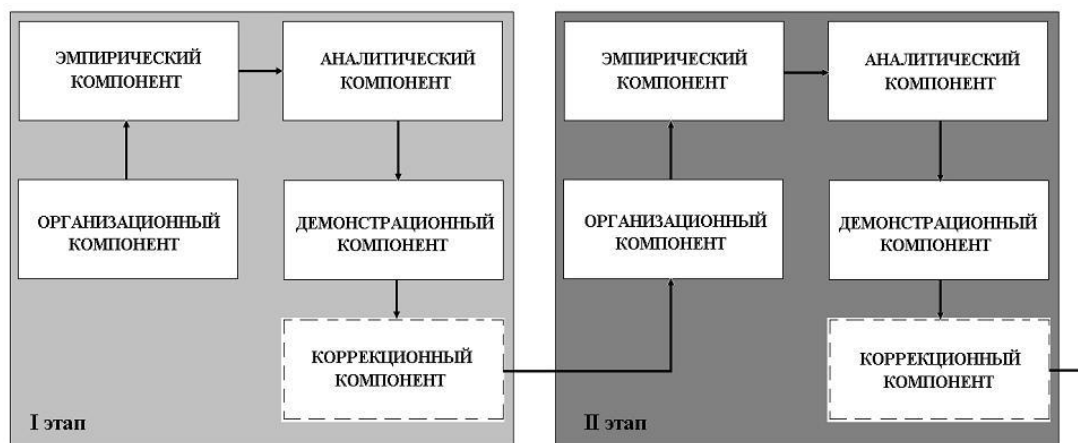 ЭМПИРИЧЕСКИЙ
КОМПОНЕНТ
АНАЛИТИЧЕСКИЙ
КОМПОНЕНТ
ОРГАНИЗАЦИОННЫЙ
КОМПОНЕНТ
ДЕМОНСТРАЦИОННЫЙ
КОМПОНЕНТ
КОРРЕКЦИОННЫЙ
КОМПОНЕНТ
I этап
ЭМПИРИЧЕСКИЙ
КОМПОНЕНТ
АНАЛИТИЧЕСКИЙ
КОМПОНЕНТ
ОРГАНИЗАЦИОННЫЙ
КОМПОНЕНТ
ДЕМОНСТРАЦИОННЫЙ
КОМПОНЕНТ
КОРРЕКЦИОННЫЙ
КОМПОНЕНТ
II этап